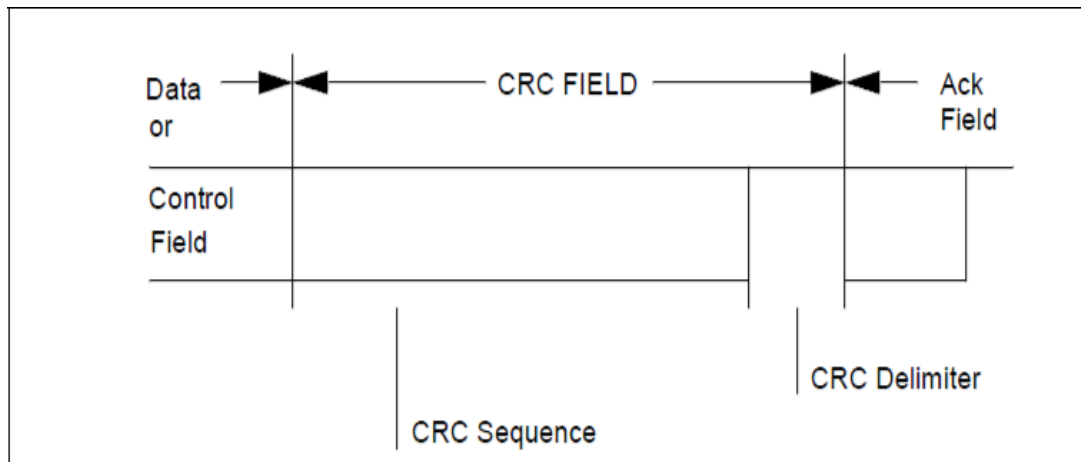 Data
or
CRC FIELD
Ack
Field
Control
Field
CRC Delimiter
CRC Sequence